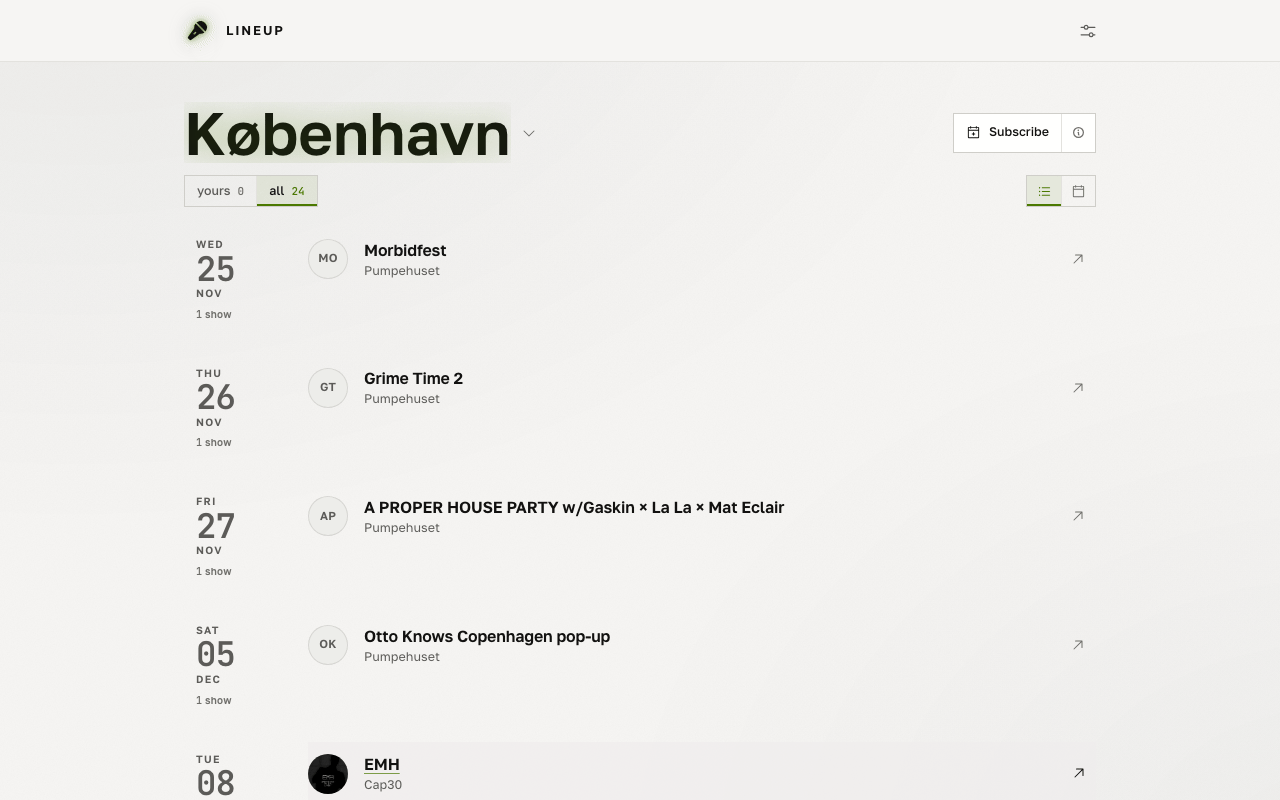 LINEUP
København
Subscribe
yours 0
all 24
WED
25
NOV
1 show
MO
Morbidfest
Pumpehuset
THU
26
NOV
1 show
GT
Grime Time 2
Pumpehuset
FRI
27
NOV
1 show
AP
A PROPER HOUSE PARTY w/Gaskin × La La × Mat Eclair
Pumpehuset
SAT
05
DEC
1 show
OK
Otto Knows Copenhagen pop-up
Pumpehuset
TUE
08
EMH
Cap30